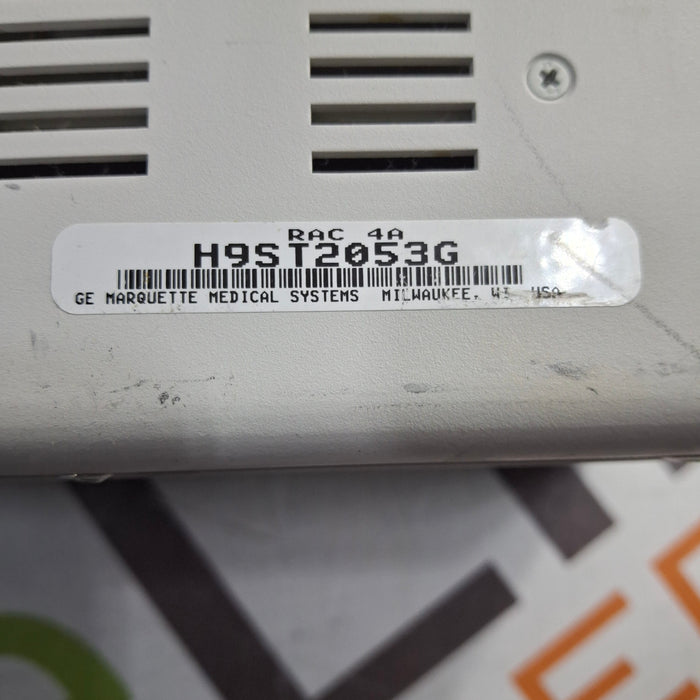 RAC 4A
H9ST2053G
GE MARQUETTE MEDICAL SYSTEMS MILWAUKEE, WI USA